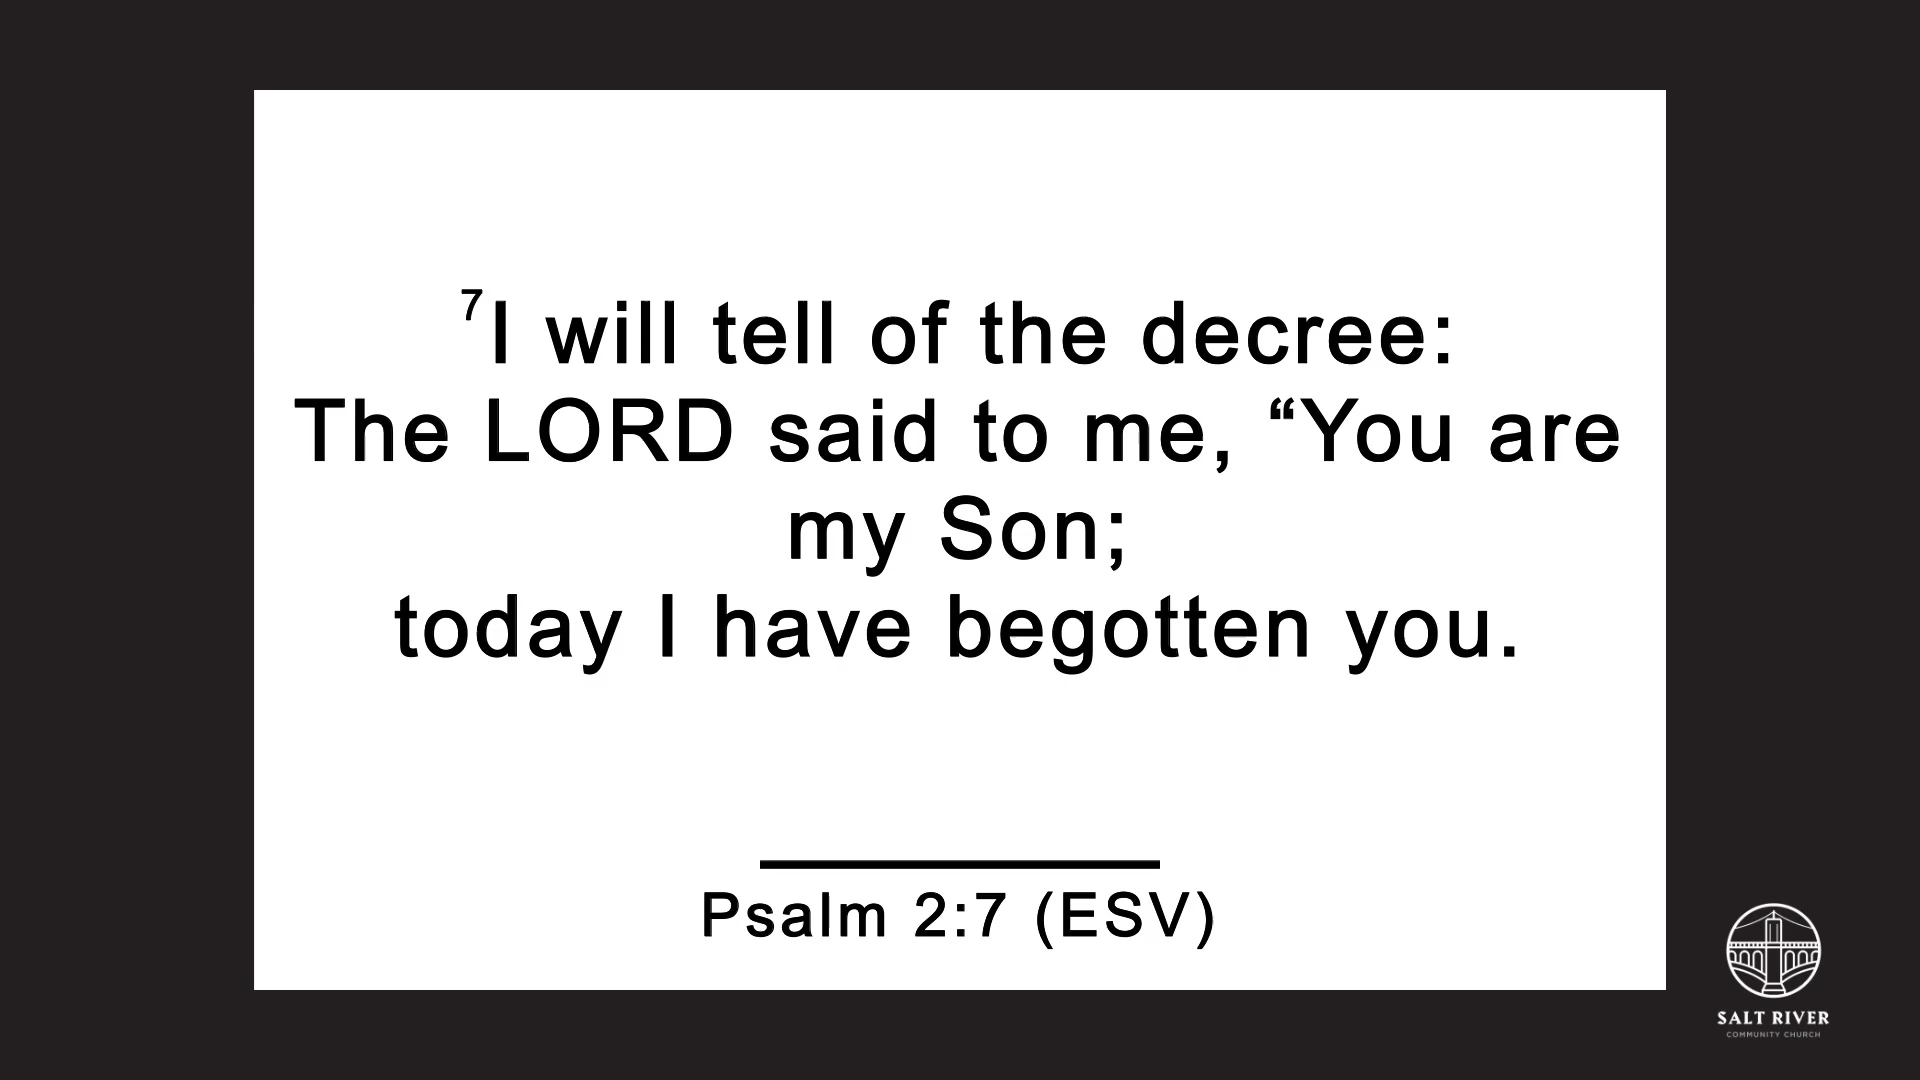 7I will tell of the decree:
The LORD said to me, “You are
my Son;
today I have begotten you.
Psalm 2:7 (ESV)
SALT RIVER
COMMUNITY CHURCH